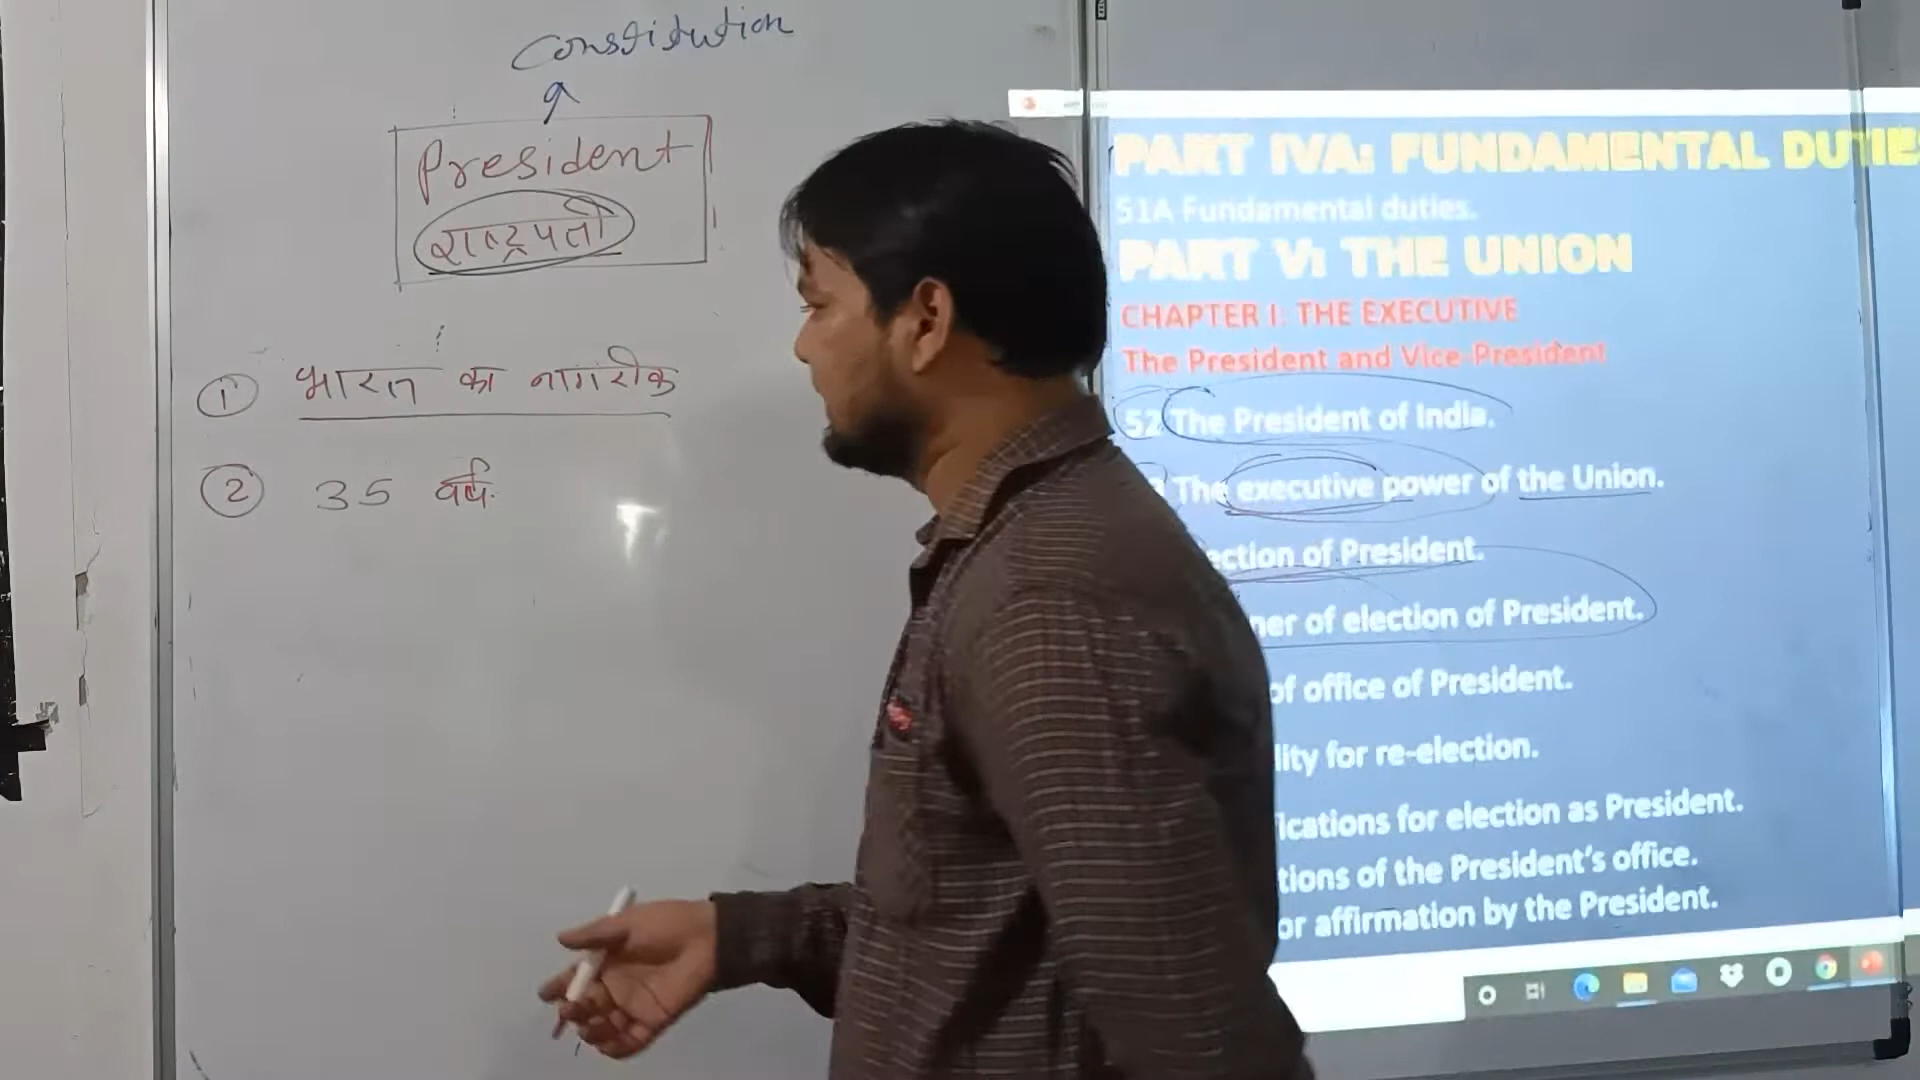 Constitution
President
राष्ट्रपती
① भारत का नागरीक
② 35 वर्ष.
PART IVA: FUNDAMENTAL DUTIE
51A Fundamental duties.
PART V: THE UNION
CHAPTER I: THE EXECUTIVE
The President and Vice-President
52 The President of India.
The executive power of the Union.
ection of President.
ner of election of President.
of office of President.
lity for re-election.
ications for election as President.
tions of the President's office.
or affirmation by the President.